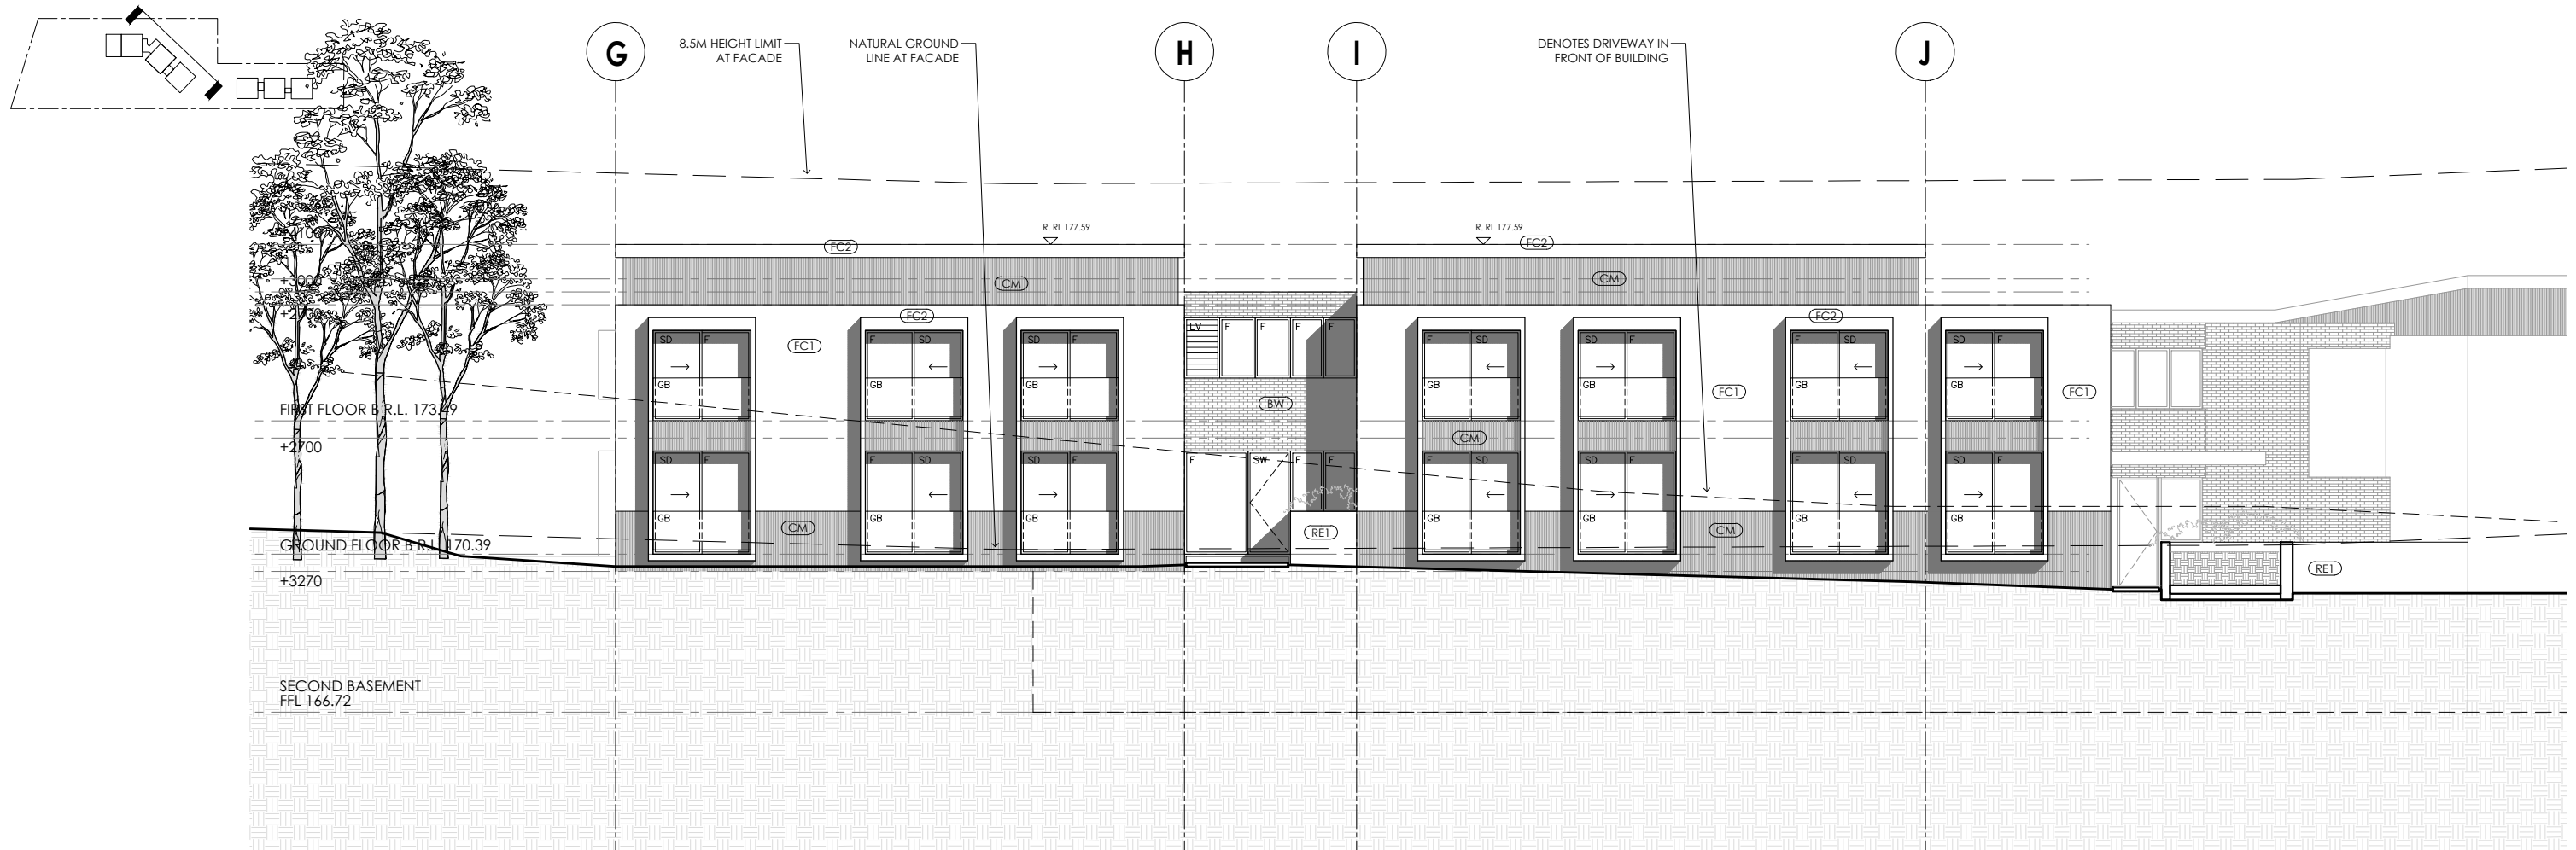 G
H
I
J
8.5M HEIGHT LIMIT
AT FACADE
NATURAL GROUND
LINE AT FACADE
DENOTES DRIVEWAY IN
FRONT OF BUILDING
R. RL 177.59
R. RL 177.59
FC2
FC2
CM
CM
+3000
FC2
FC2
FC1
FC1
FC1
LV F F F F
SD F
F SD
SD F
F SD
SD F
F SD
SD F
GB
GB
GB
GB
GB
GB
GB
BW
FIRST FLOOR B R.L. 173.49
+2700
CM
SD F
F SD
SD F
F SW F F
F SD
SD F
F SD
SD F
GB
GB
GB
GB
GB
GB
GB
CM
RE1
CM
GROUND FLOOR B R.L. 170.39
RE1
+3270
SECOND BASEMENT
FFL 166.72